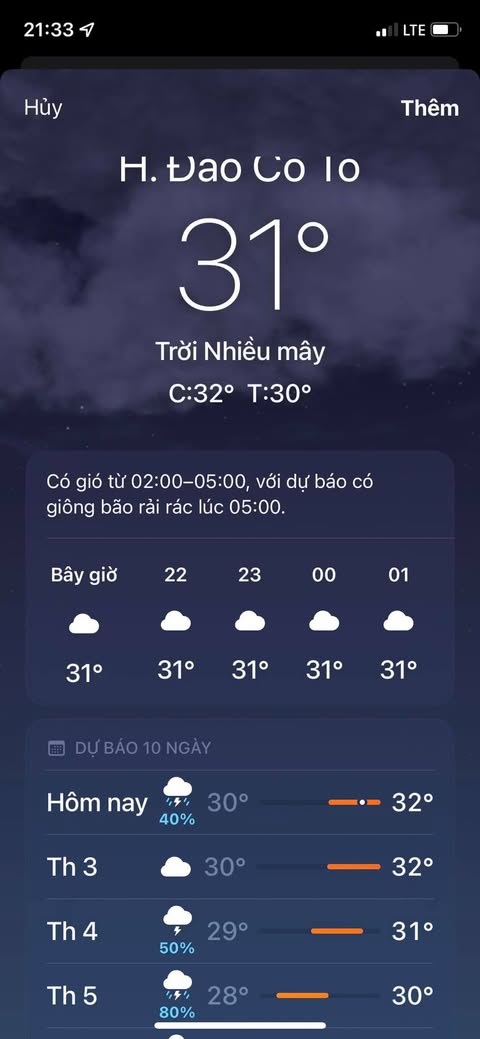 21:33
LTE
Hủy
Thêm
H. Đảo Cô Tô
31°
Trời Nhiều mây
C:32° T:30°
Có gió từ 02:00–05:00, với dự báo có
giông bão rải rác lúc 05:00.
Bây giờ 22 23 00 01
31° 31° 31° 31° 31°
DỰ BÁO 10 NGÀY
Hôm nay 40% 30° 32°
Th 3 30° 32°
Th 4 50% 29° 31°
Th 5 80% 28° 30°